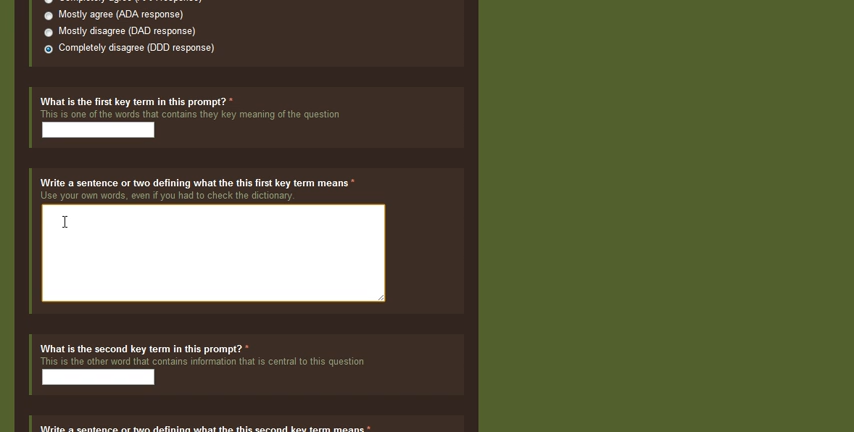 Mostly agree (ADA response)
Mostly disagree (DAD response)
Completely disagree (DDD response)
What is the first key term in this prompt? *
This is one of the words that contains they key meaning of the question
Write a sentence or two defining what the this first key term means *
Use your own words, even if you had to check the dictionary.
What is the second key term in this prompt? *
This is the other word that contains information that is central to this question
Write a sentence or two defining what the this second key term means *